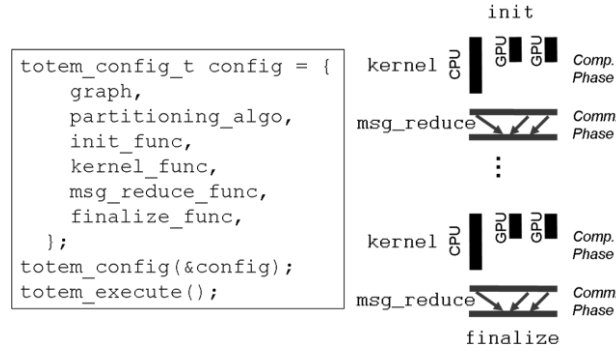 totem_config_t config = {
graph,
partitioning_algo,
init_func,
kernel_func,
msg_reduce_func,
finalize_func,
};
totem_config(&config);
totem_execute();
init
kernel
CPU
GPU
GPU
Comp.
Phase
msg_reduce
Comm
Phase
⋮
kernel
CPU
GPU
GPU
Comp.
Phase
msg_reduce
Comm
Phase
finalize